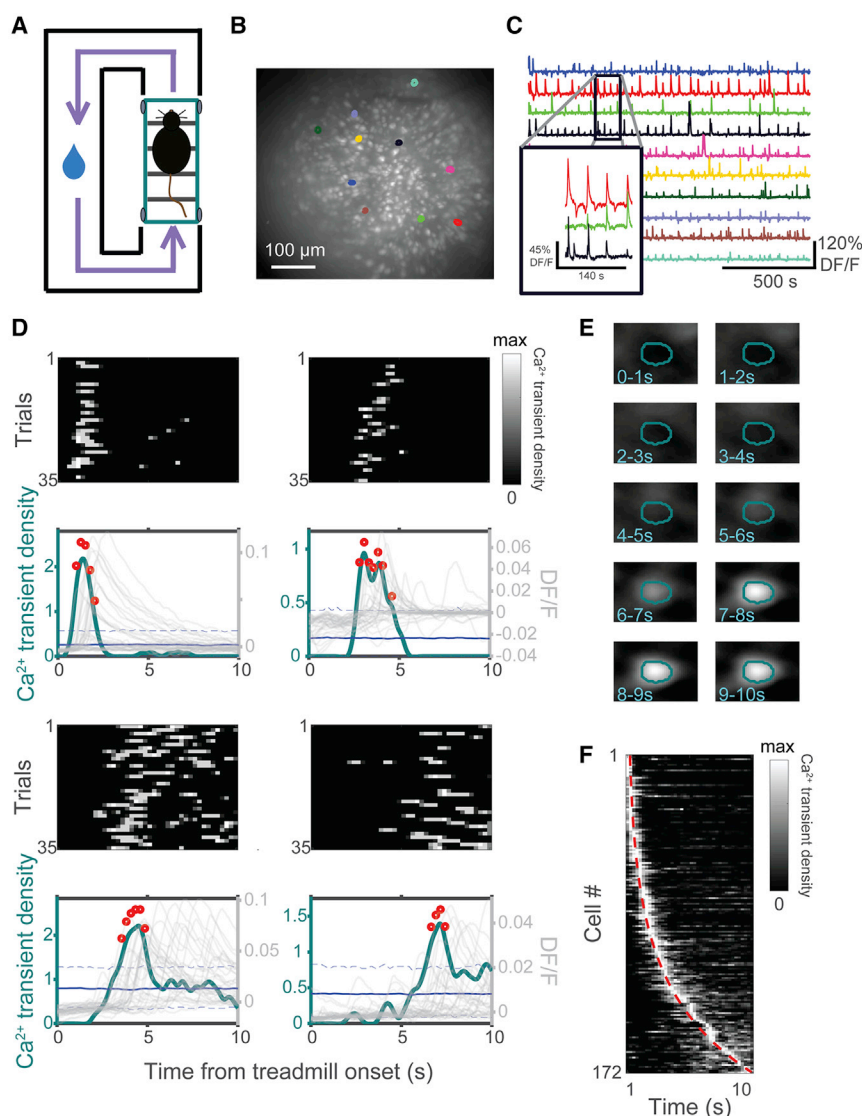 A
B
100 µm
C
45%
DF/F
140 s
120%
DF/F
500 s
D
1
Trials
35
max
Ca2+ transient density
0
1
35
Ca2+ transient density
2
1
0
0.1
0
0
5
10
1
0.5
0
0.06
0.04
0.02
0
−0.02
−0.04
DF/F
0
5
10
1
Trials
35
1
35
Ca2+ transient density
2
1
0
0.1
0.05
0
0
5
10
1.5
1
0.5
0
0.04
0.02
0
DF/F
0
5
10
Time from treadmill onset (s)
E
0-1s
1-2s
2-3s
3-4s
4-5s
5-6s
6-7s
7-8s
8-9s
9-10s
F
1
Cell #
172
1
10
Time (s)
max
Ca2+ transient density
0